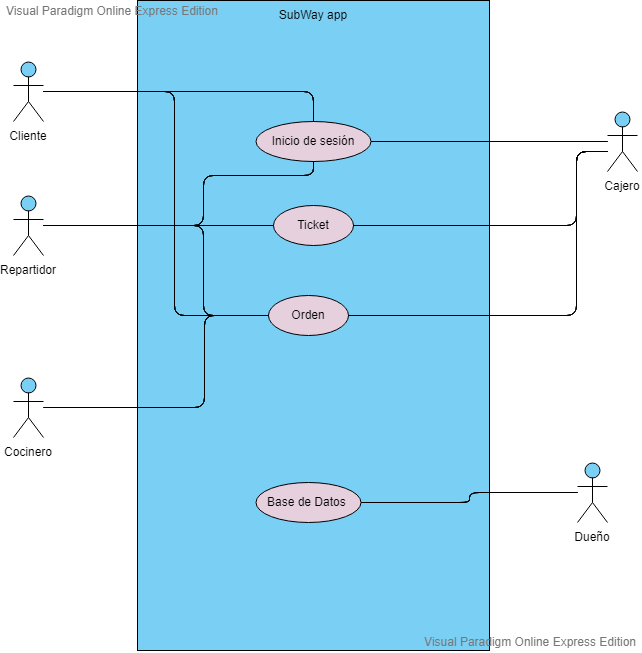 Visual Paradigm Online Express Edition
SubWay app
Cliente
Inicio de sesión
Cajero
Ticket
Repartidor
Orden
Cocinero
Base de Datos
Dueño
Visual Paradigm Online Express Edition